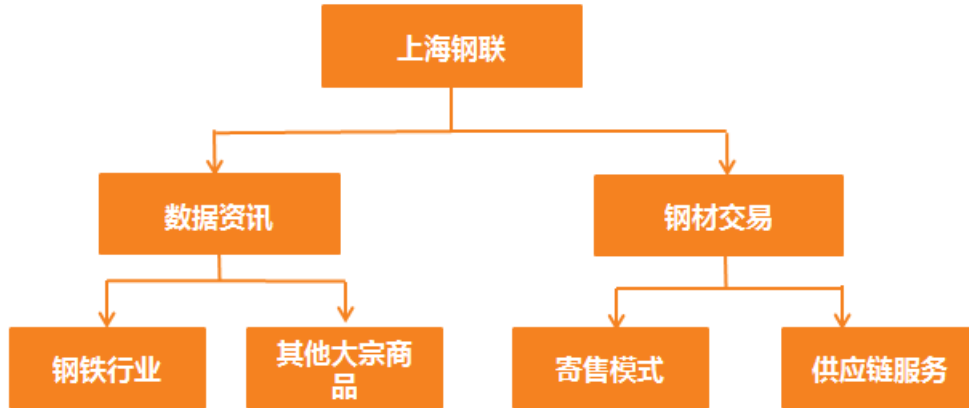 上海钢联
数据资讯
钢材交易
钢铁行业
其他大宗商
品
寄售模式
供应链服务